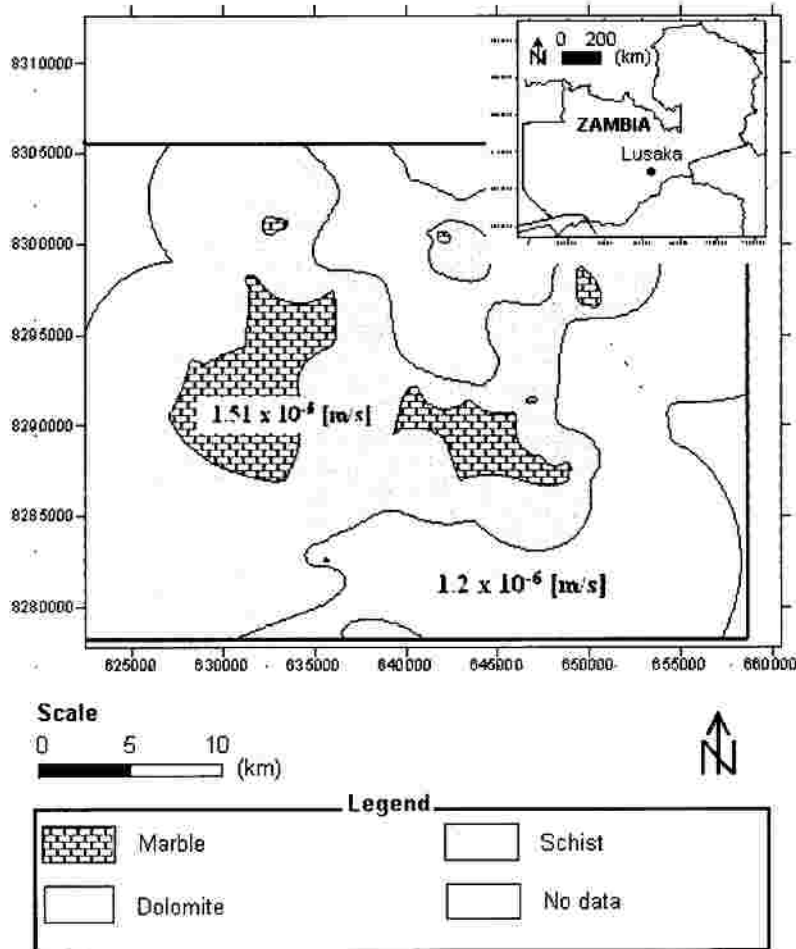 8310000
8305000
8300000
8295000
8290000
8285000
8280000
0 200
N (km)
ZAMBIA
Lusaka
1.51 x 10⁻⁶ [m/s]
1.2 x 10⁻⁶ [m/s]
625000 630000 635000 640000 645000 650000 655000 660000
Scale
0 5 10
(km)
N
Legend
Marble
Schist
Dolomite
No data